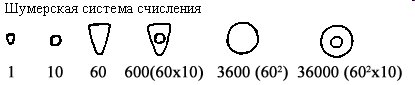 Шумерская система счисления
1 10 60 600(60x10) 3600 (60²) 36000 (60²x10)